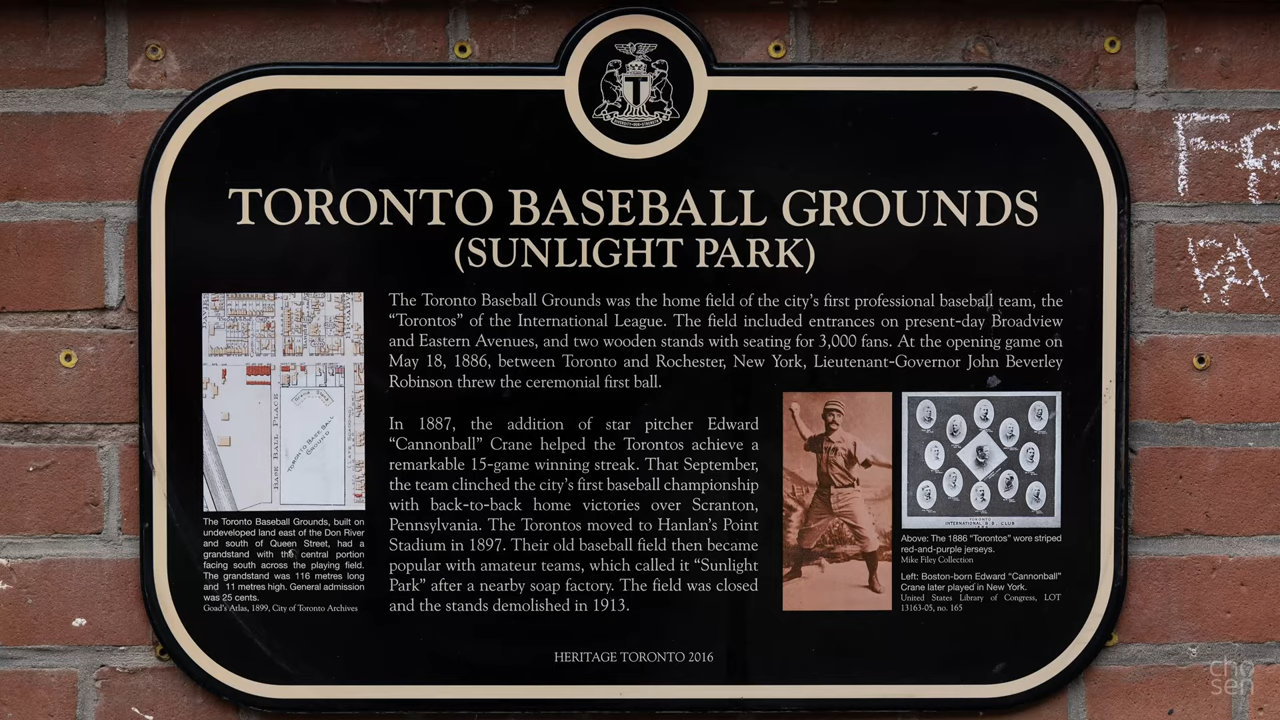 TORONTO BASEBALL GROUNDS
(SUNLIGHT PARK)
The Toronto Baseball Grounds was the home field of the city's first professional baseball team, the
"Torontos" of the International League. The field included entrances on present-day Broadview
and Eastern Avenues, and two wooden stands with seating for 3,000 fans. At the opening game on
May 18, 1886, between Toronto and Rochester, New York, Lieutenant-Governor John Beverley
Robinson threw the ceremonial first ball.
In 1887, the addition of star pitcher Edward
"Cannonball" Crane helped the Torontos achieve a
remarkable 15-game winning streak. That September,
the team clinched the city's first baseball championship
with back-to-back home victories over Scranton,
Pennsylvania. The Torontos moved to Hanlan's Point
Stadium in 1897. Their old baseball field then became
popular with amateur teams, which called it "Sunlight
Park" after a nearby soap factory. The field was closed
and the stands demolished in 1913.
BASE BALL PLACE
Grand Stand
TORONTO BASE BALL
GROUND
The Toronto Baseball Grounds, built on
undeveloped land east of the Don River
and south of Queen Street, had a
grandstand with the central portion
facing south across the playing field.
The grandstand was 116 metres long
and 11 metres high. General admission
was 25 cents.
Goad's Atlas, 1899, City of Toronto Archives
TORONTO
INTERNATIONAL B.B. CLUB
Above: The 1886 "Torontos" wore striped
red-and-purple jerseys.
Mike Filey Collection
Left: Boston-born Edward "Cannonball"
Crane later played in New York.
United States Library of Congress, LOT
13163-05, no. 165
HERITAGE TORONTO 2016
cho
sen